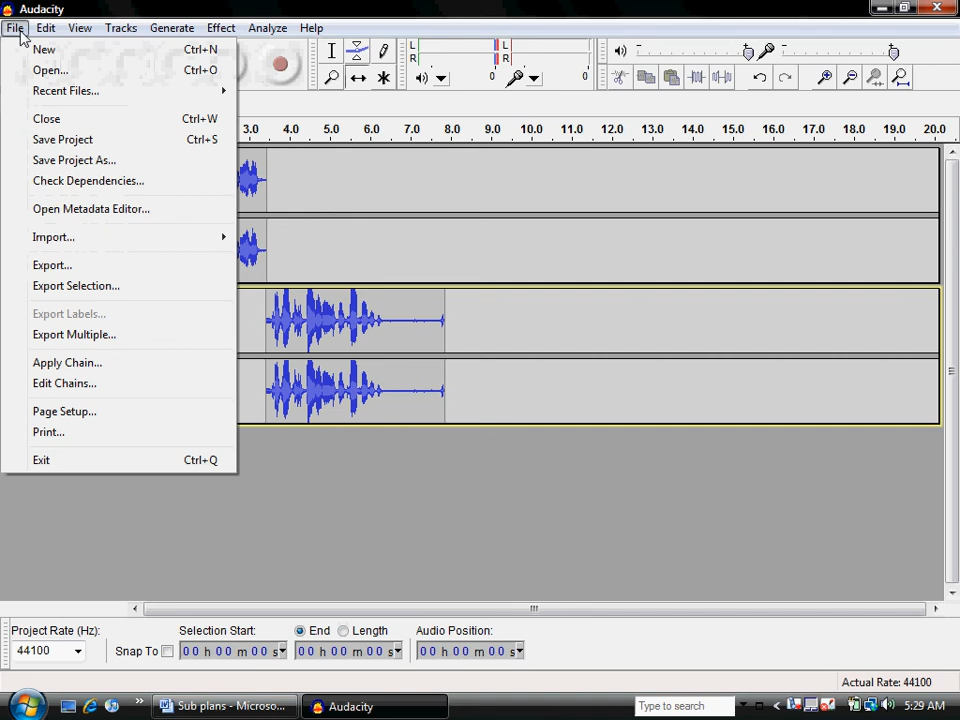 Audacity
File Edit View Tracks Generate Effect Analyze Help
New Ctrl+N
Open... Ctrl+O
Recent Files...
Close Ctrl+W
Save Project Ctrl+S
Save Project As...
Check Dependencies...
Open Metadata Editor...
Import...
Export...
Export Selection...
Export Labels...
Export Multiple...
Apply Chain...
Edit Chains...
Page Setup...
Print...
Exit Ctrl+Q
L
R
0
L
R
0
3.0 4.0 5.0 6.0 7.0 8.0 9.0 10.0 11.0 12.0 13.0 14.0 15.0 16.0 17.0 18.0 19.0 20.0
Project Rate (Hz): Selection Start: End Length Audio Position:
44100 Snap To 00 h 00 m 00 s 00 h 00 m 00 s 00 h 00 m 00 s
Actual Rate: 44100
Sub plans - Microso... Audacity Type to search 5:29 AM